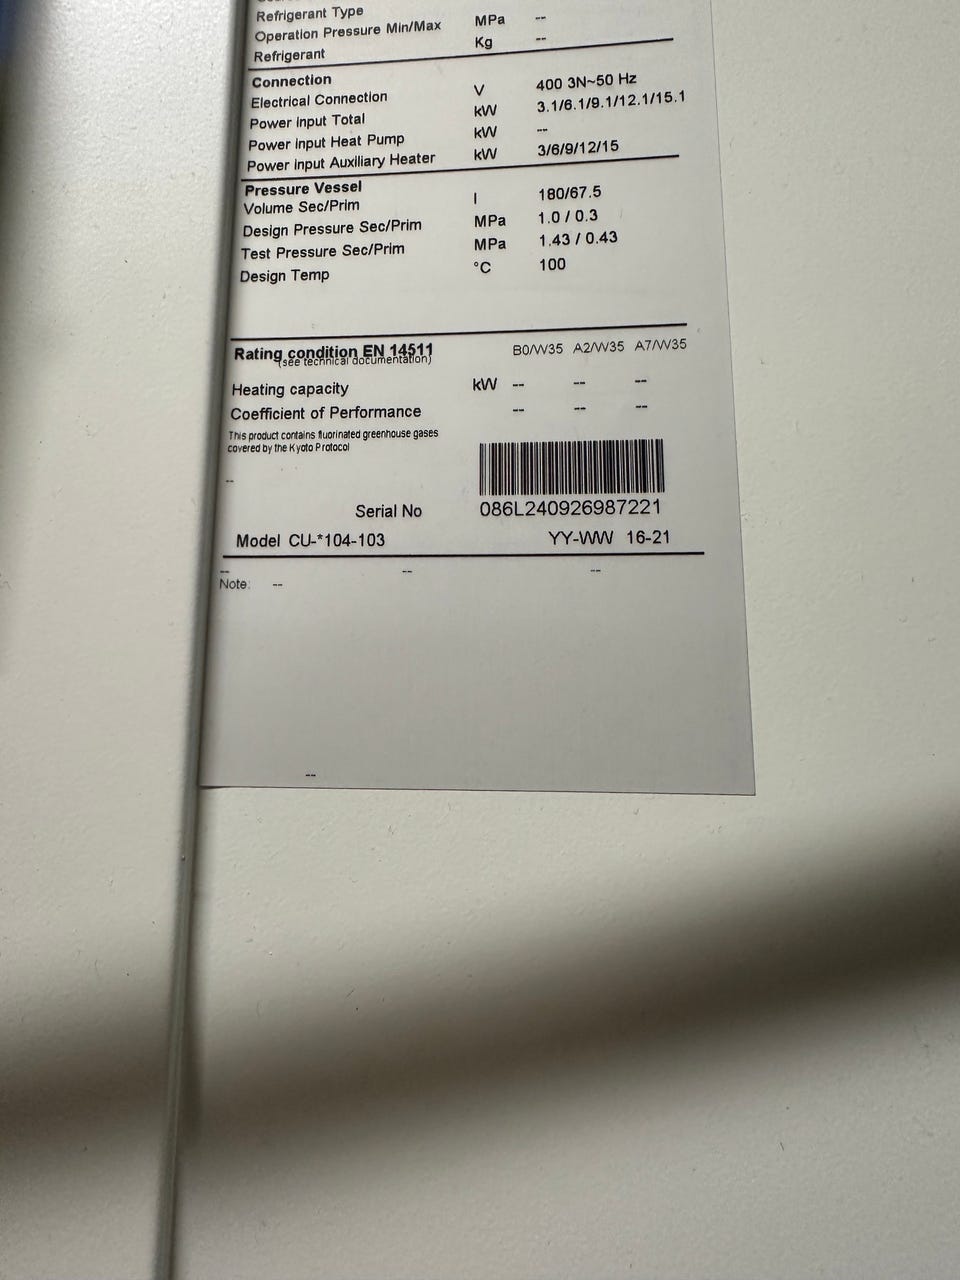 Refrigerant Type
Operation Pressure Min/Max MPa --
Refrigerant Kg --
Connection
Electrical Connection V 400 3N~50 Hz
Power input Total kW 3.1/6.1/9.1/12.1/15.1
Power input Heat Pump kW --
Power input Auxiliary Heater kW 3/6/9/12/15
Pressure Vessel
Volume Sec/Prim l 180/67.5
Design Pressure Sec/Prim MPa 1.0 / 0.3
Test Pressure Sec/Prim MPa 1.43 / 0.43
Design Temp °C 100
Rating condition EN 14511 B0/W35 A2/W35 A7/W35
(see technical documentation)
Heating capacity kW -- -- --
Coefficient of Performance -- -- --
This product contains fluorinated greenhouse gases
covered by the Kyoto Protocol
--
Serial No 086L240926987221
Model CU-*104-103 YY-WW 16-21
-- -- --
Note: --
--